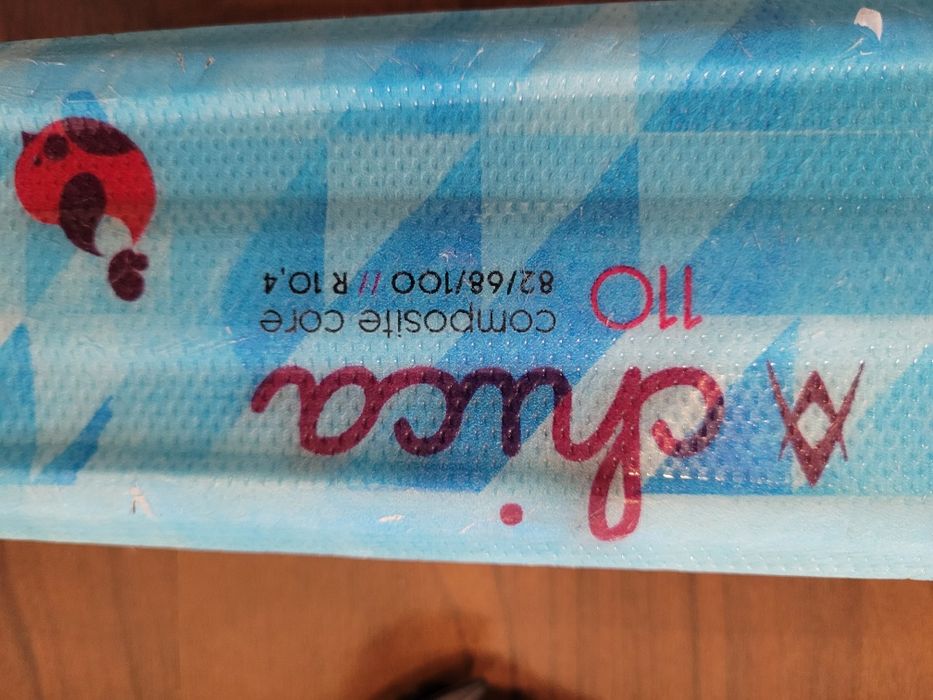 chica
110
composite core
82/68/100 // R 10,4